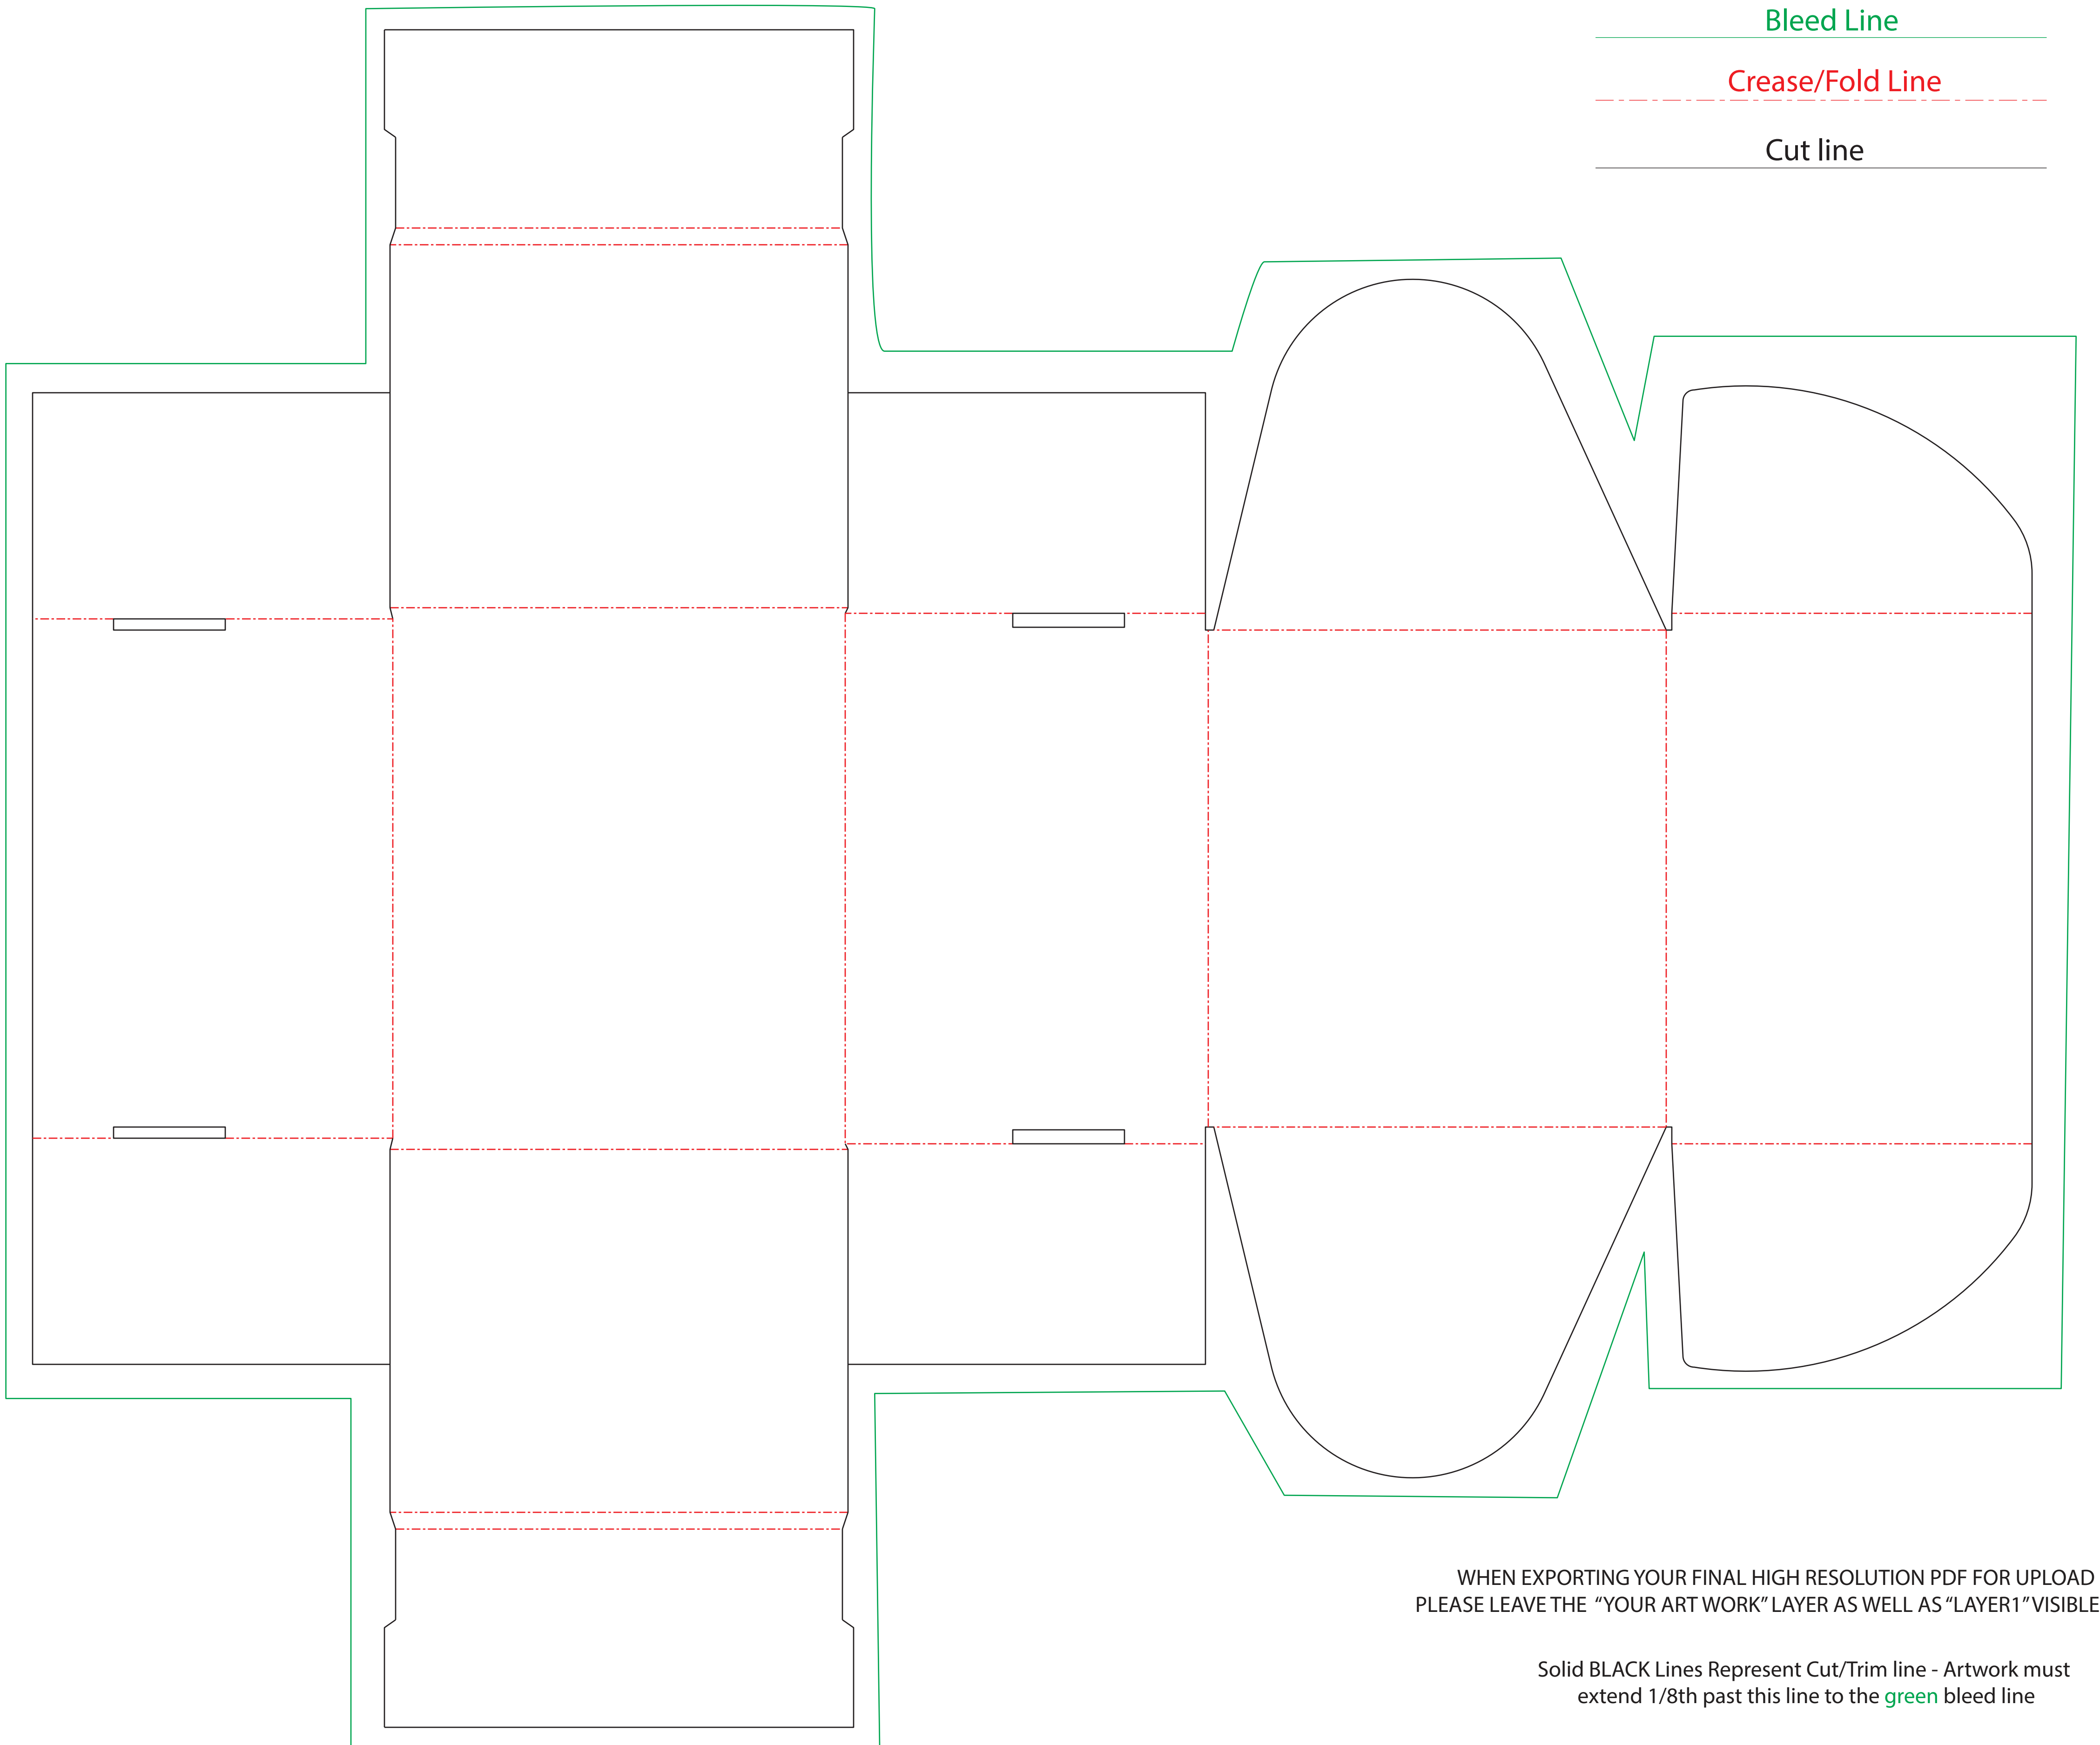 Bleed Line
Crease/Fold Line
Cut line
WHEN EXPORTING YOUR FINAL HIGH RESOLUTION PDF FOR UPLOAD
PLEASE LEAVE THE “YOUR ART WORK” LAYER AS WELL AS “LAYER1” VISIBLE
Solid BLACK Lines Represent Cut/Trim line - Artwork must
extend 1/8th past this line to the green bleed line